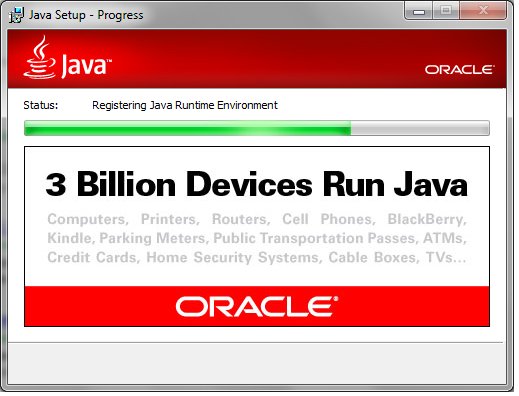 Java Setup - Progress
Java™
ORACLE®
Status: Registering Java Runtime Environment
3 Billion Devices Run Java
Computers, Printers, Routers, Cell Phones, BlackBerry,
Kindle, Parking Meters, Public Transportation Passes, ATMs,
Credit Cards, Home Security Systems, Cable Boxes, TVs...
ORACLE®